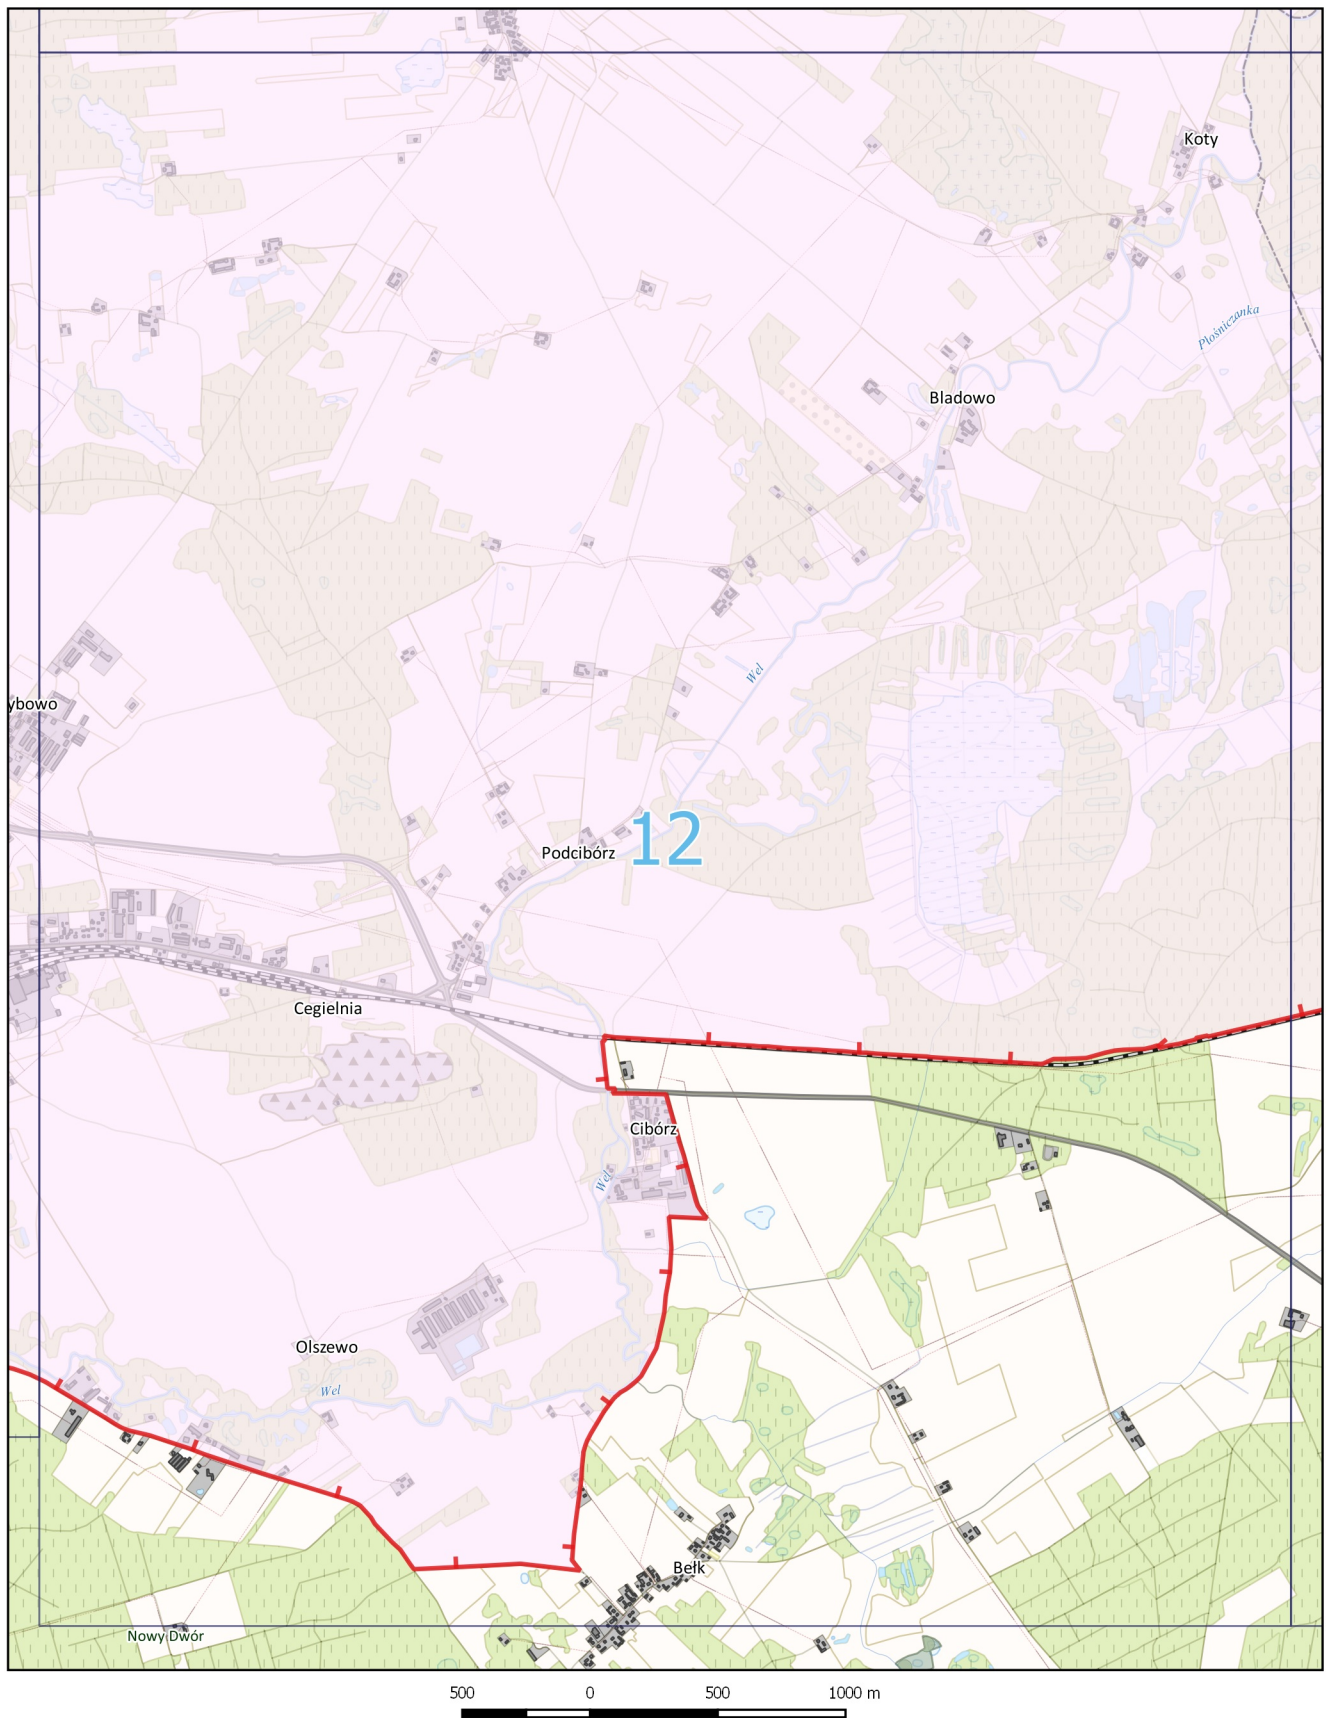 Koty
Płośniczanka
Bladowo
Wel
ybowo
12
Podcibórz
Cegielnia
Cibórz
Wel
Olszewo
Wel
Bełk
Nowy Dwór
500 0 500 1000 m